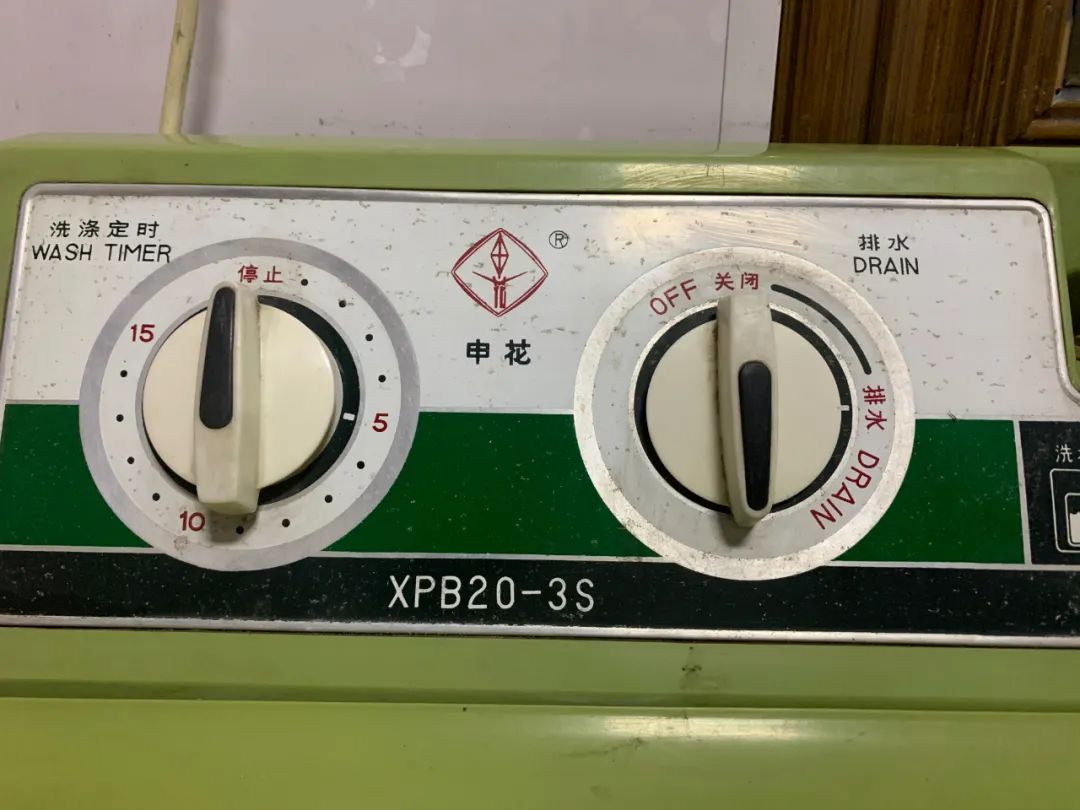 洗涤定时
WASH TIMER
停止
15
5
10
®
申花
排水
DRAIN
OFF 关闭
排水 DRAIN
XPB20-3S
洗